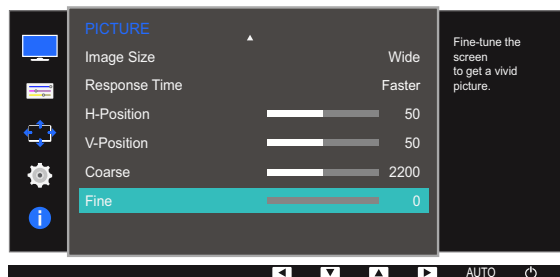 PICTURE
Image Size Wide
Response Time Faster
H-Position 50
V-Position 50
Coarse 2200
Fine 0
Fine-tune the
screen
to get a vivid
picture.
AUTO